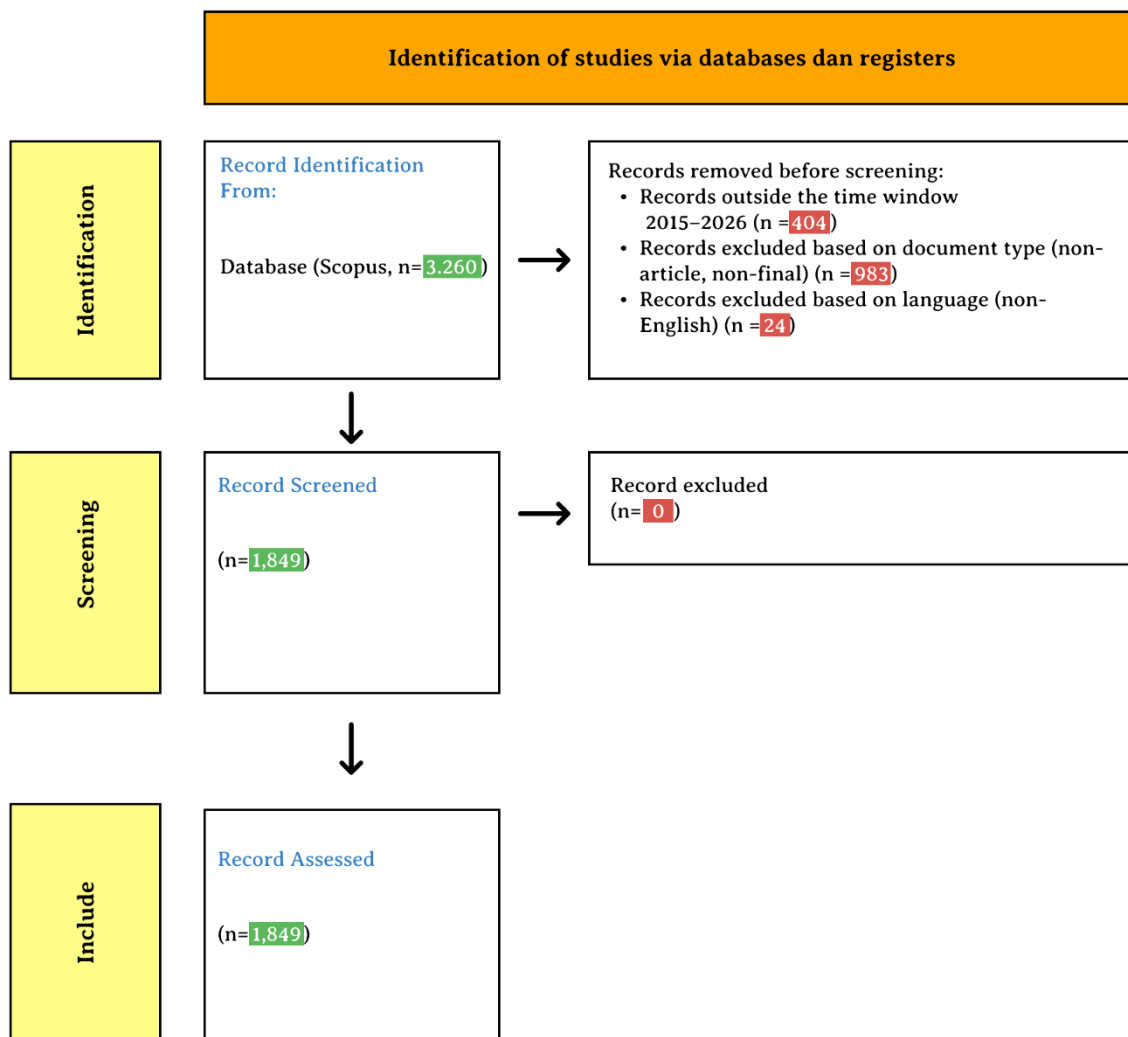 Identification of studies via databases dan registers
Identification
Record Identification
From:
Database (Scopus, n=3.260)
Records removed before screening:
• Records outside the time window
2015–2026 (n =404)
• Records excluded based on document type (non-
article, non-final) (n =983)
• Records excluded based on language (non-
English) (n =24)
Screening
Record Screened
(n=1,849)
Record excluded
(n= 0 )
Include
Record Assessed
(n=1,849)